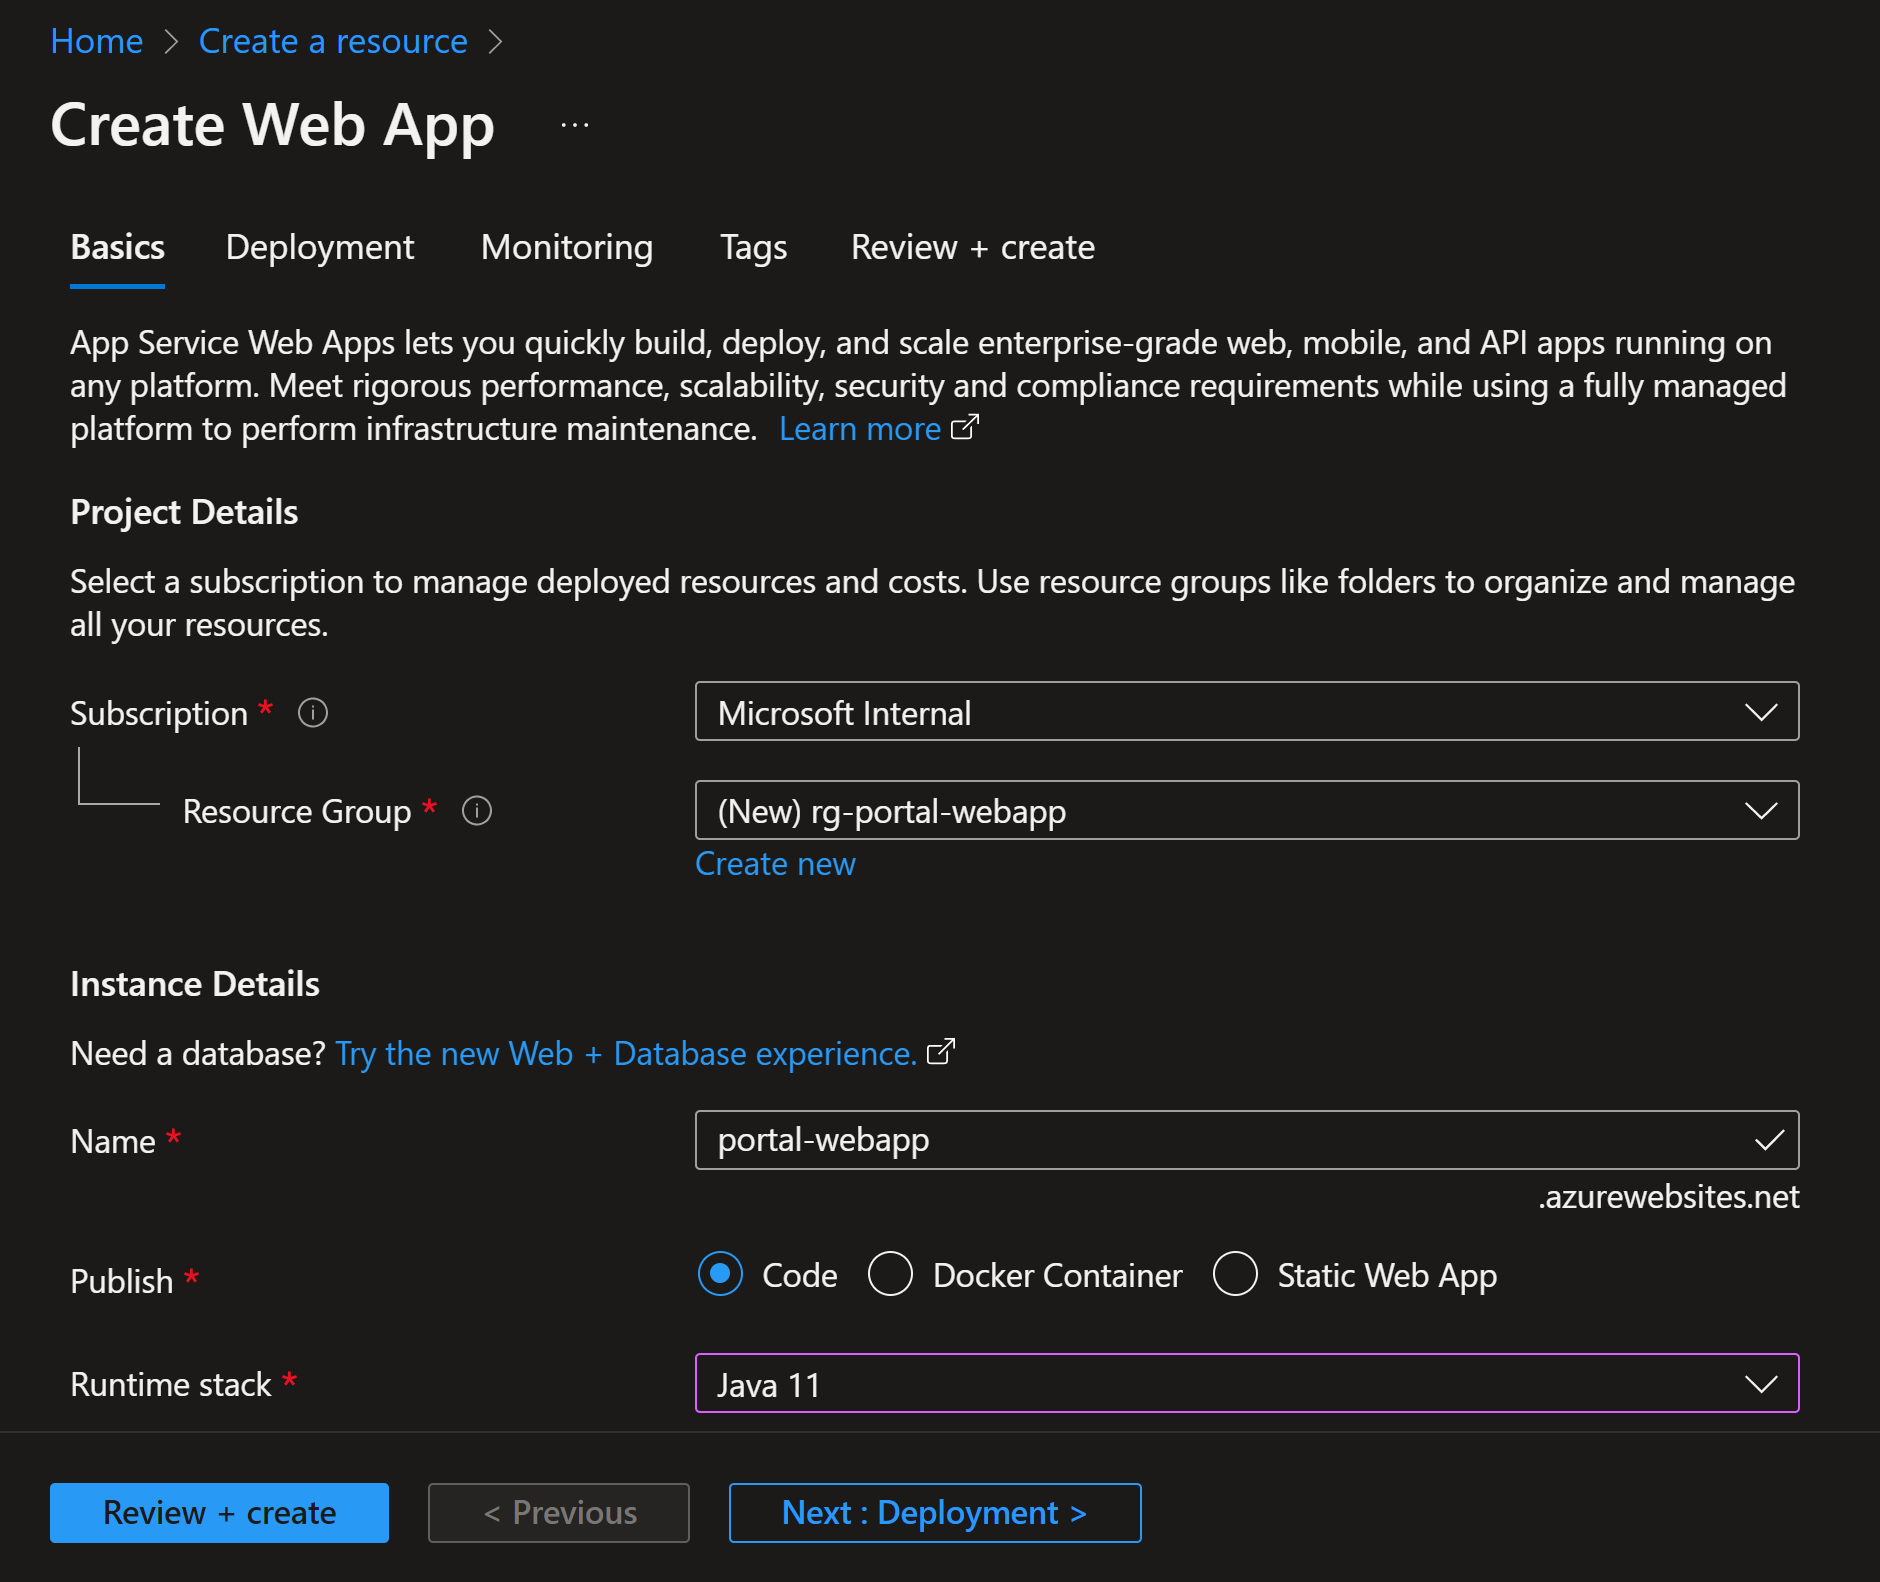 Home > Create a resource >
Create Web App ...
Basics Deployment Monitoring Tags Review + create
App Service Web Apps lets you quickly build, deploy, and scale enterprise-grade web, mobile, and API apps running on
any platform. Meet rigorous performance, scalability, security and compliance requirements while using a fully managed
platform to perform infrastructure maintenance. Learn more
Project Details
Select a subscription to manage deployed resources and costs. Use resource groups like folders to organize and manage
all your resources.
Subscription * Microsoft Internal
Resource Group * (New) rg-portal-webapp
Create new
Instance Details
Need a database? Try the new Web + Database experience.
Name * portal-webapp
.azurewebsites.net
Publish * Code Docker Container Static Web App
Runtime stack * Java 11
Review + create < Previous Next : Deployment >